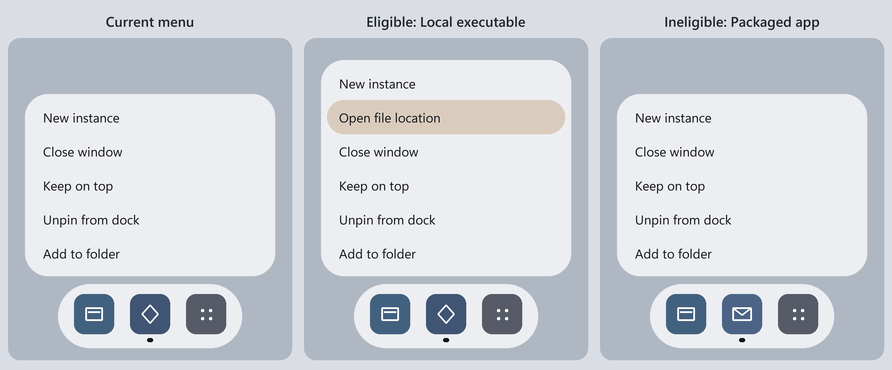 Current menu
New instance
Close window
Keep on top
Unpin from dock
Add to folder
Eligible: Local executable
New instance
Open file location
Close window
Keep on top
Unpin from dock
Add to folder
Ineligible: Packaged app
New instance
Close window
Keep on top
Unpin from dock
Add to folder